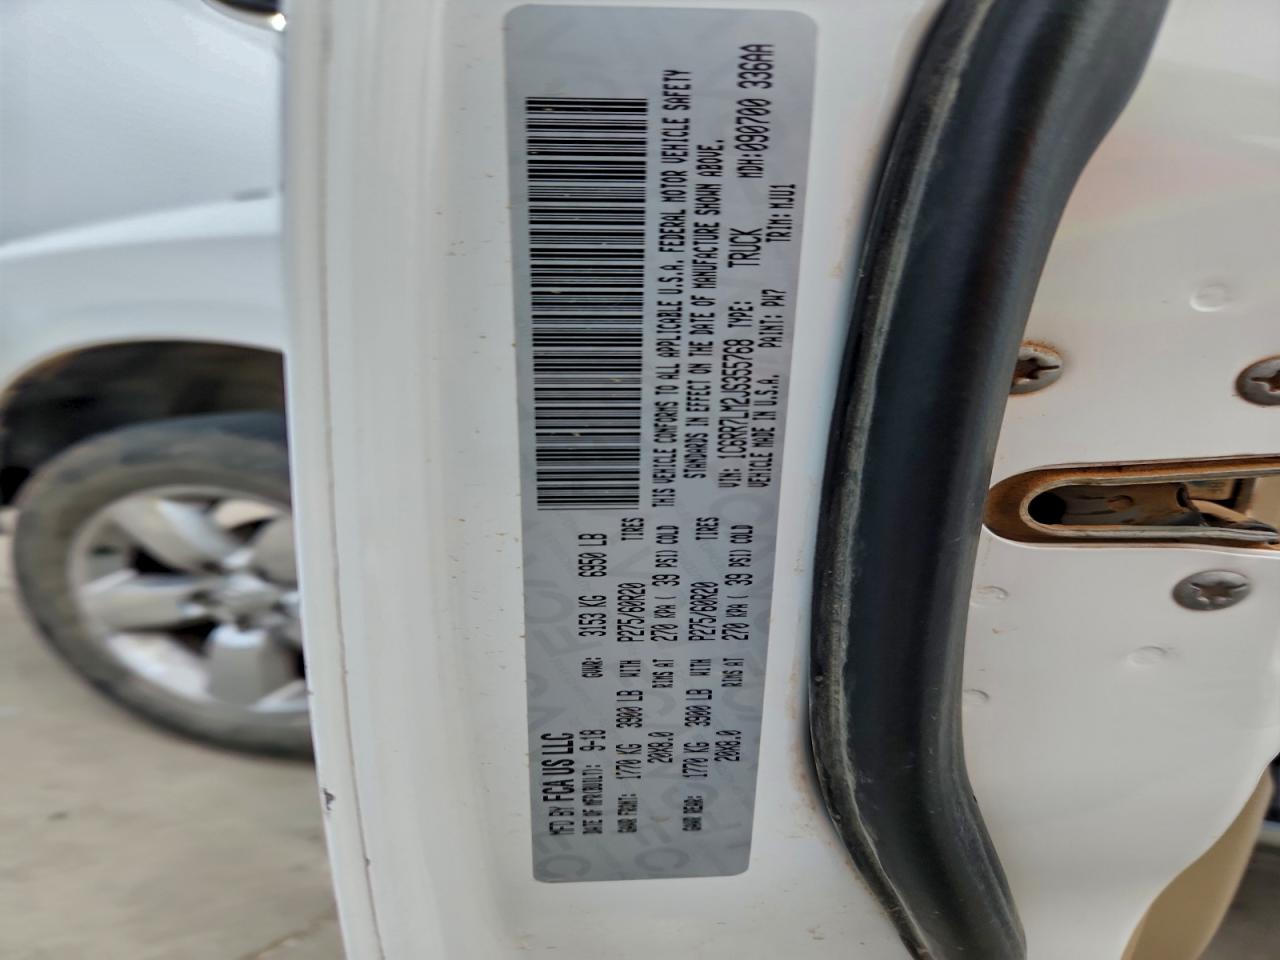 MFD BY FCA US LLC
DATE OF MFR(BUILT): 9-18 GVWR: 3153 KG 6950 LB
GAWR FRONT: 1770 KG 3900 LB WITH P275/60R20 TIRES
20X8.0 RIMS AT 270 KPA ( 39 PSI) COLD
GAWR REAR: 1770 KG 3900 LB WITH P275/60R20 TIRES
20X8.0 RIMS AT 270 KPA ( 39 PSI) COLD
THIS VEHICLE CONFORMS TO ALL APPLICABLE U.S.A. FEDERAL MOTOR VEHICLE SAFETY
STANDARDS IN EFFECT ON THE DATE OF MANUFACTURE SHOWN ABOVE.
VIN: 1C6RR7LM2JS355768 TYPE: TRUCK MDH:090700 336AA
VEHICLE MADE IN U.S.A. PAINT: PW7 TRIM: MJU1